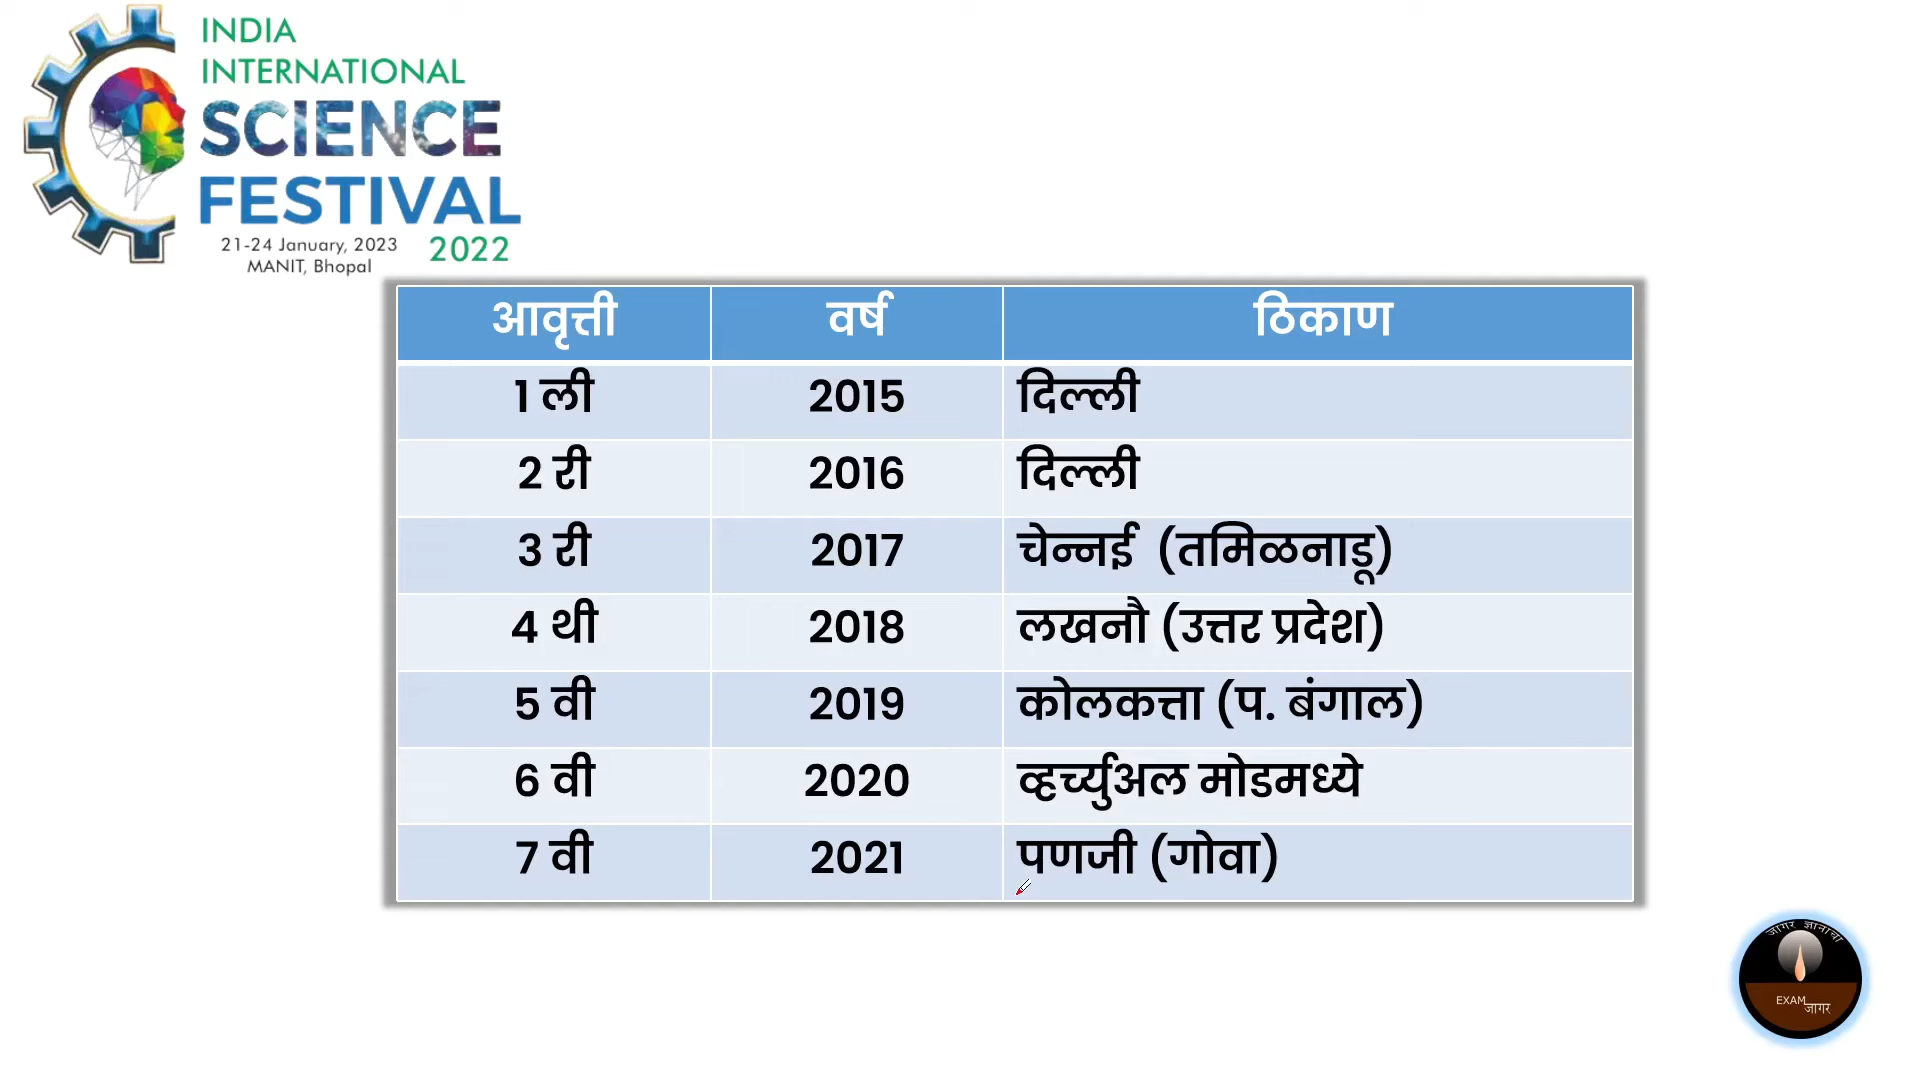 INDIA
INTERNATIONAL
SCIENCE
FESTIVAL
21-24 January, 2023 2022
MANIT, Bhopal
आवृत्ती वर्ष ठिकाण
1 ली 2015 दिल्ली
2 री 2016 दिल्ली
3 री 2017 चेन्नई (तमिळनाडू)
4 थी 2018 लखनौ (उत्तर प्रदेश)
5 वी 2019 कोलकत्ता (प. बंगाल)
6 वी 2020 व्हर्च्युअल मोडमध्ये
7 वी 2021 पणजी (गोवा)
जागर ज्ञानाचा
EXAM
जागर